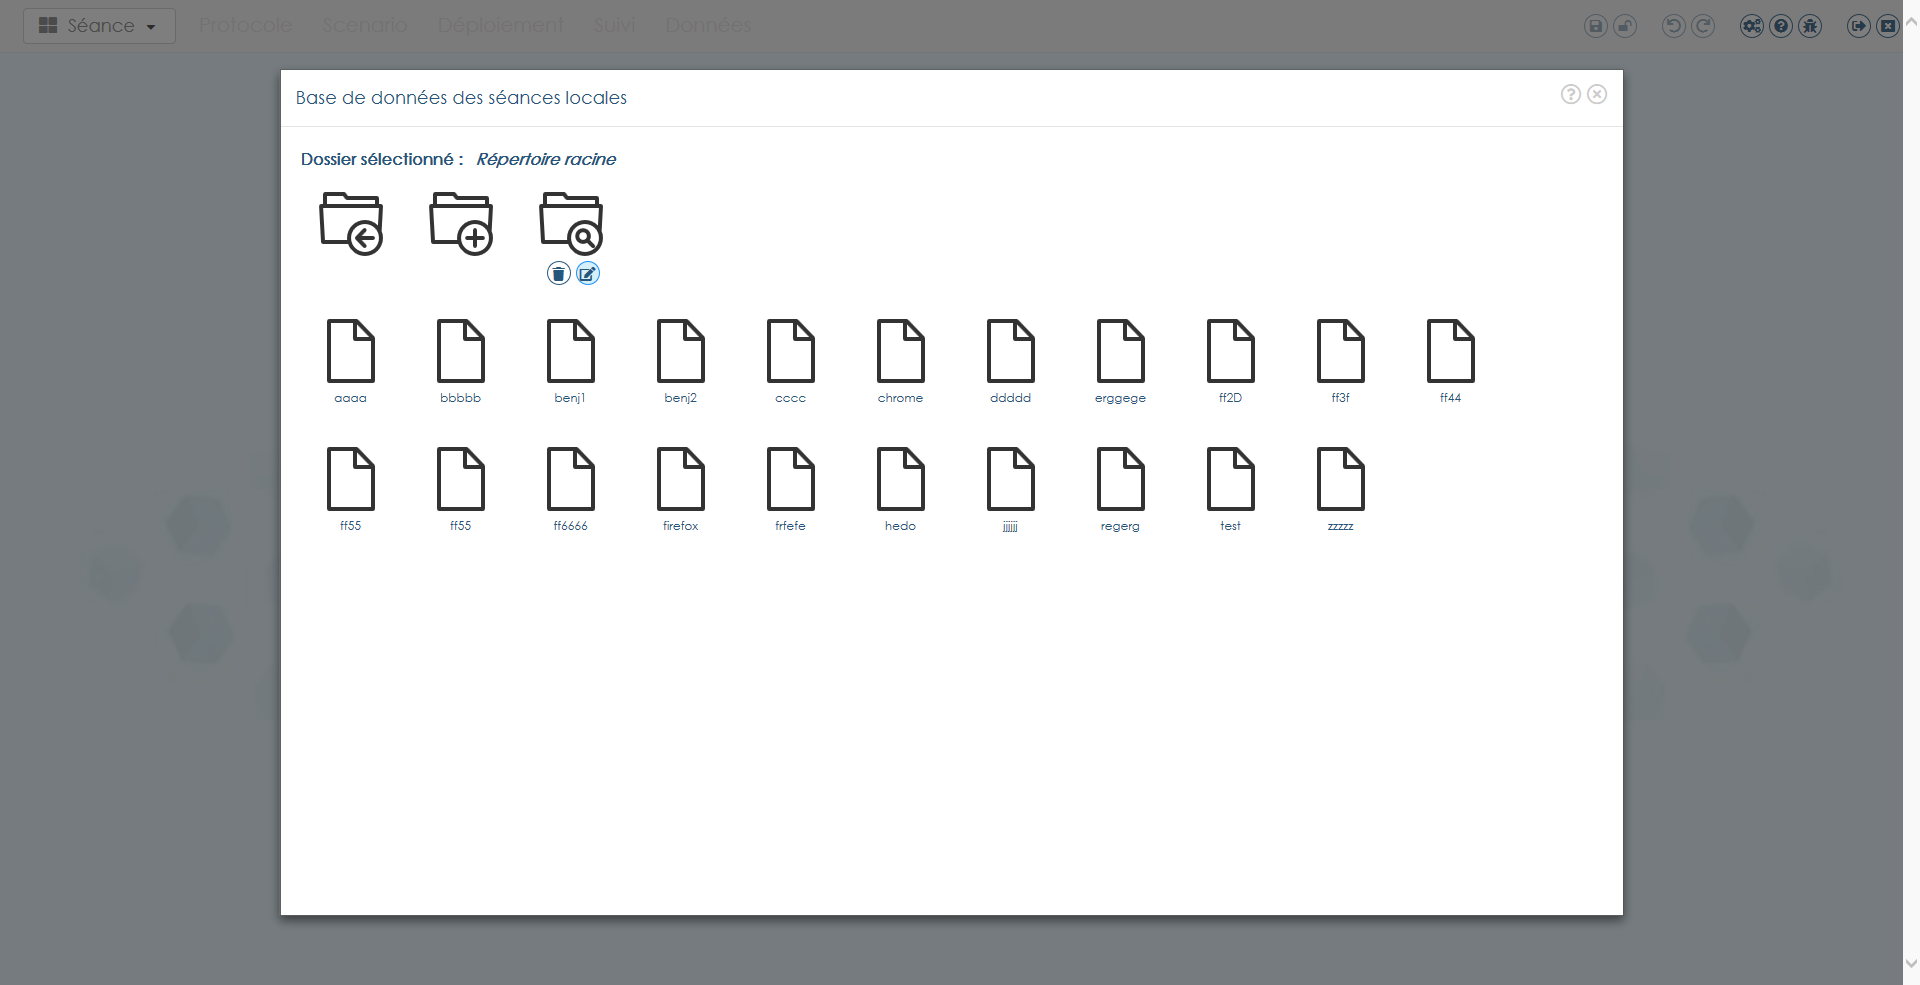 Séance Protocole Scenario Déploiement Suivi Données
Base de données des séances locales
Dossier sélectionné : Répertoire racine
aaaa bbbbb benj1 benj2 cccc chrome ddddd erggege ff2D ff3f ff44
ff55 ff55 ff6666 firefox frfefe hedo jjjjjj regerg test zzzzz